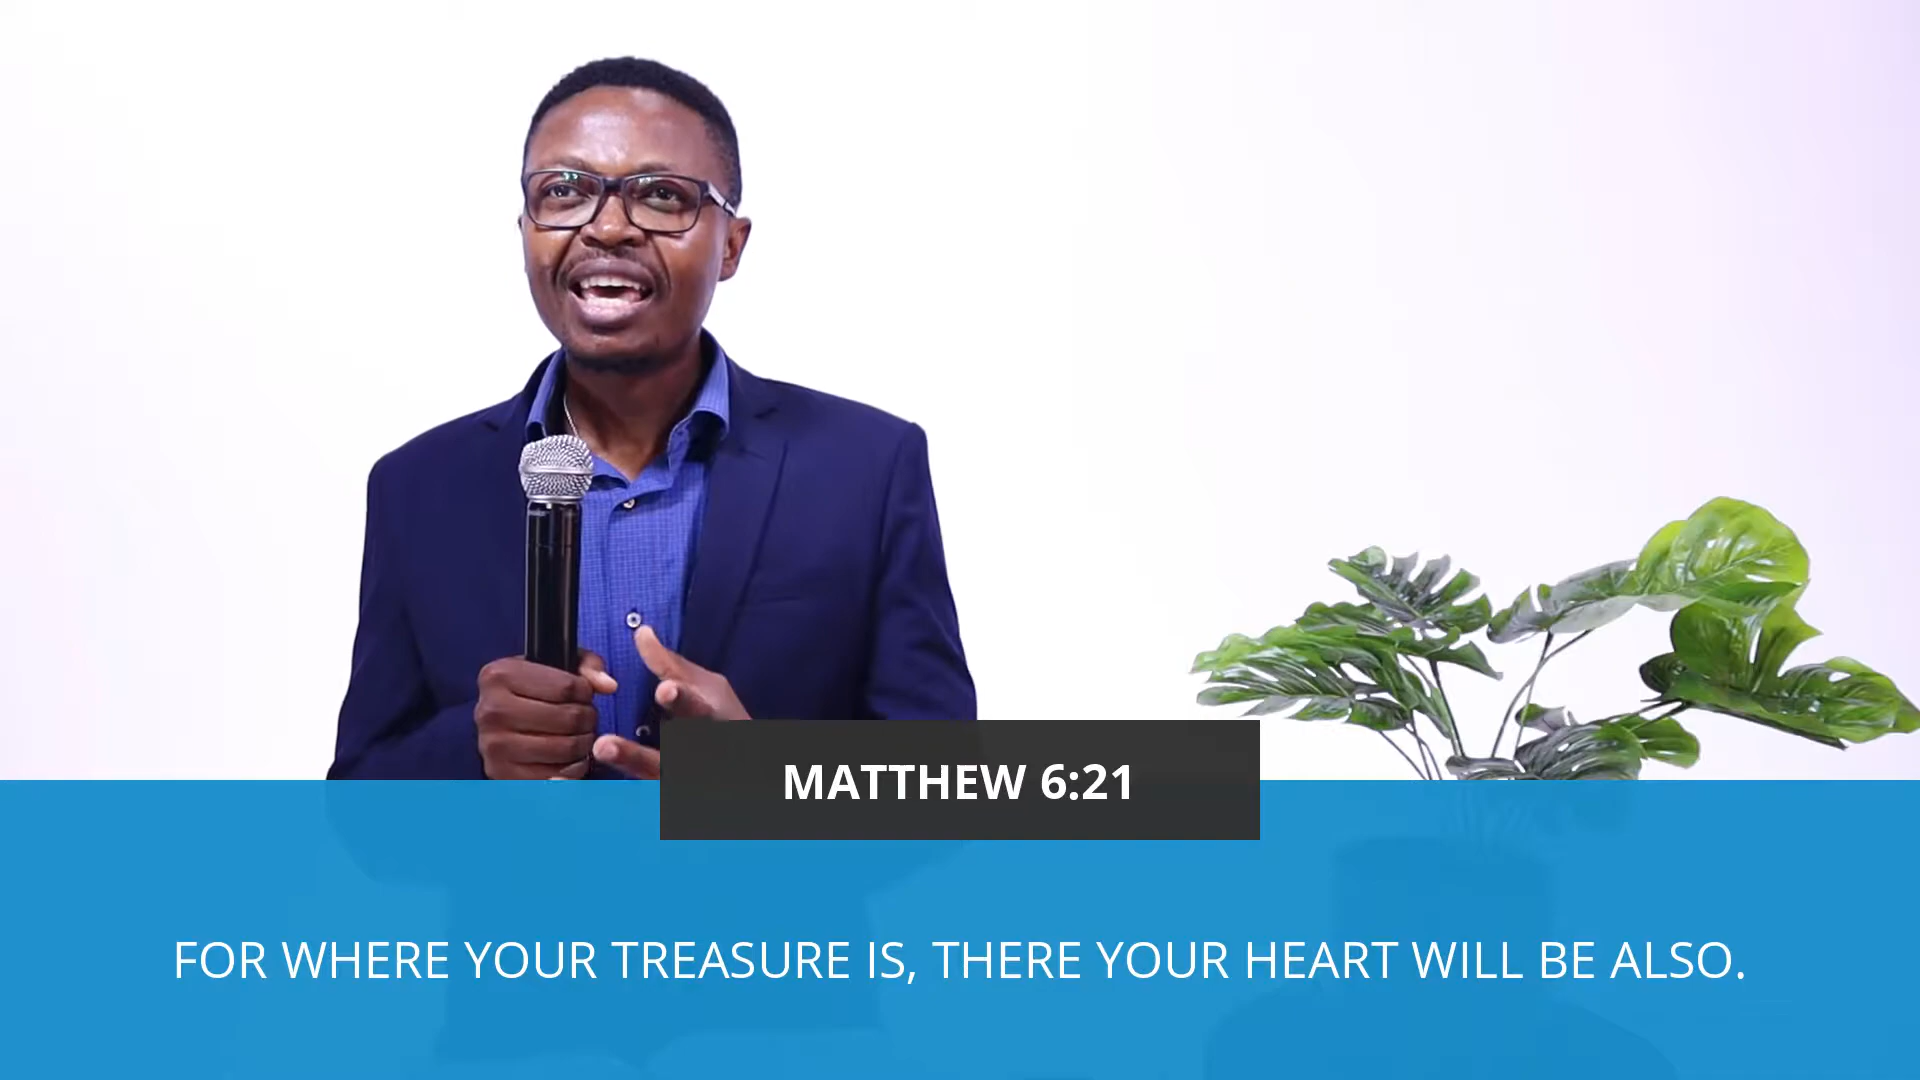 MATTHEW 6:21
FOR WHERE YOUR TREASURE IS, THERE YOUR HEART WILL BE ALSO.